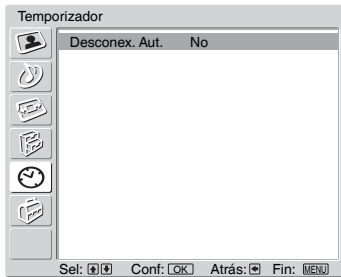 Temporizador
Desconex. Aut. No
Sel: Conf: OK Atrás: Fin: MENU